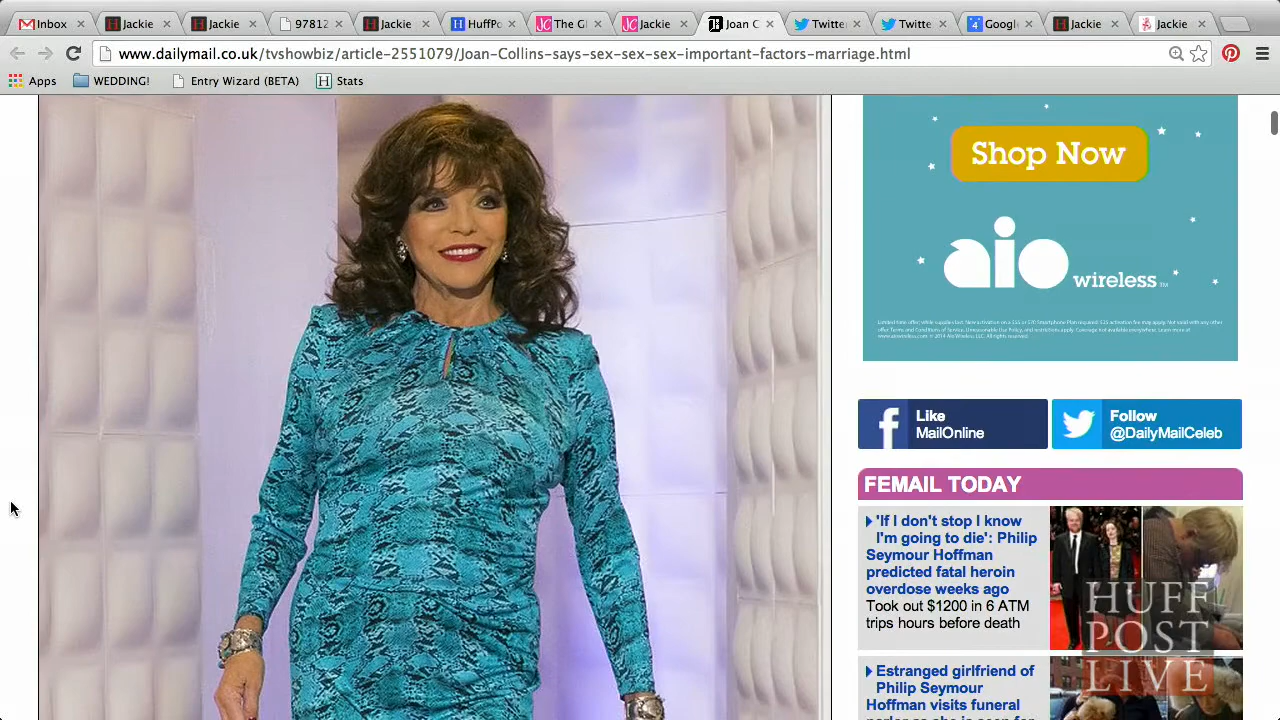 Inbox
Jackie
Jackie
97812
Jackie
HuffPo
The G
Jackie
Joan C
Twitte
Twitte
Googl
Jackie
Jackie
www.dailymail.co.uk/tvshowbiz/article-2551079/Joan-Collins-says-sex-sex-sex-important-factors-marriage.html
Apps
WEDDING!
Entry Wizard (BETA)
Stats
Shop Now
aio wireless
Like
MailOnline
Follow
@DailyMailCeleb
FEMAIL TODAY
'If I don't stop I know
I'm going to die': Philip
Seymour Hoffman
predicted fatal heroin
overdose weeks ago
Took out $1200 in 6 ATM
trips hours before death
HUFF
POST
LIVE
Estranged girlfriend of
Philip Seymour
Hoffman visits funeral